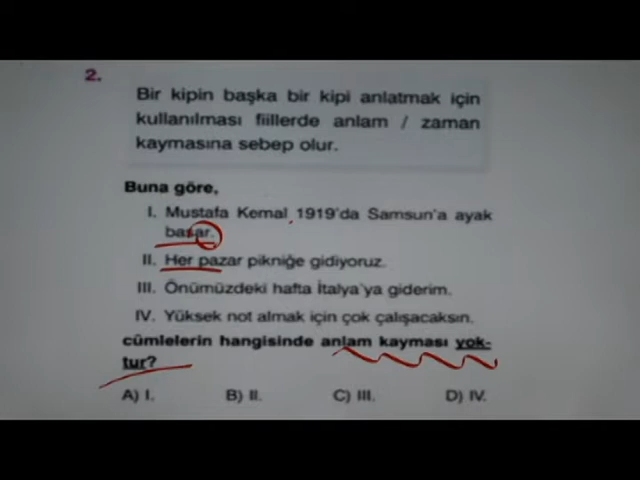 2.
Bir kipin başka bir kipi anlatmak için
kullanılması fiillerde anlam / zaman
kaymasına sebep olur.
Buna göre,
I. Mustafa Kemal 1919'da Samsun'a ayak
basar.
II. Her pazar pikniğe gidiyoruz.
III. Önümüzdeki hafta İtalya'ya giderim.
IV. Yüksek not almak için çok çalışacaksın.
cümlelerin hangisinde anlam kayması yok-
tur?
A) I. B) II. C) III. D) IV.